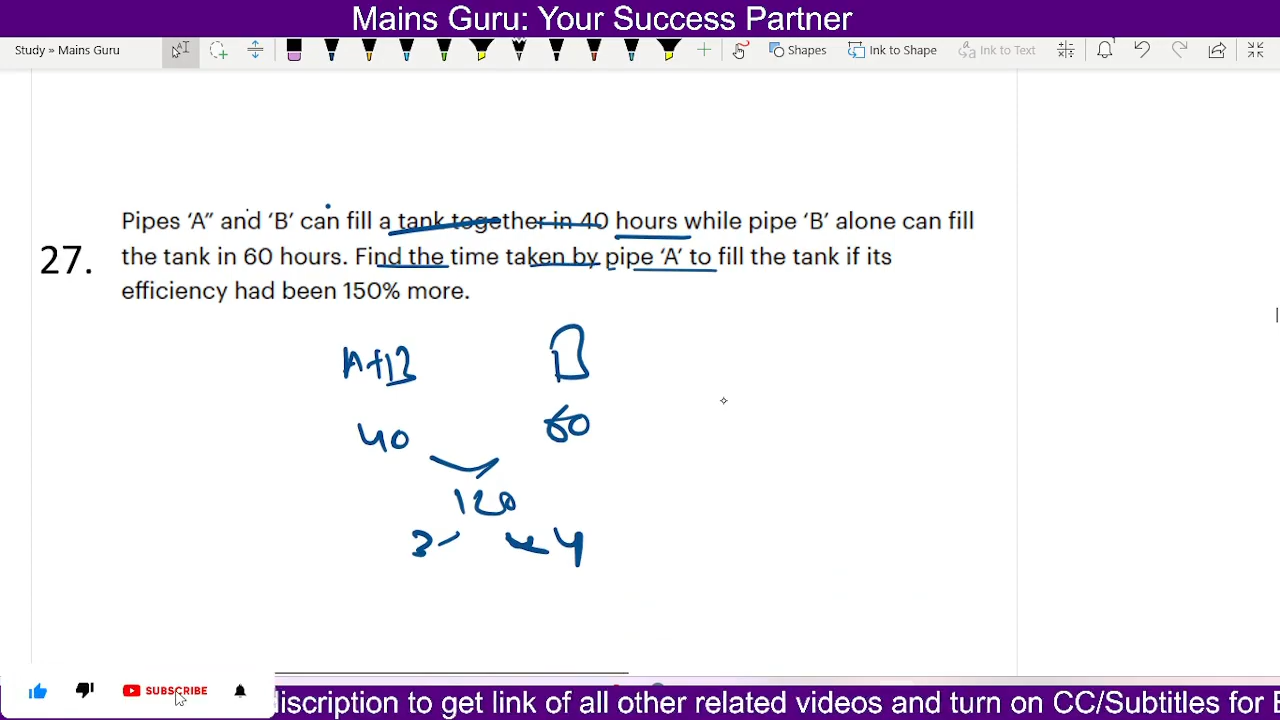 Mains Guru: Your Success Partner
Study » Mains Guru
Shapes
Ink to Shape
Ink to Text
27.
Pipes ‘A” and ‘B’ can fill a tank together in 40 hours while pipe ‘B’ alone can fill
the tank in 60 hours. Find the time taken by pipe ‘A’ to fill the tank if its
efficiency had been 150% more.
A+B B
40 60
120
3 4
SUBSCRIBE
discription to get link of all other related videos and turn on CC/Subtitles for E